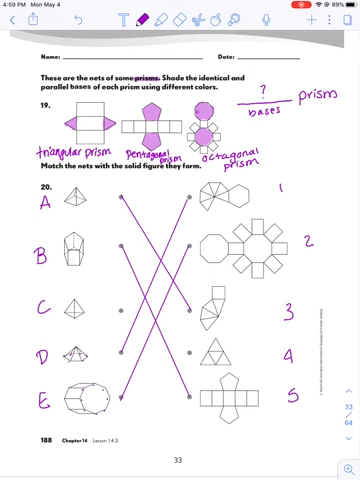 4:59 PM Mon May 4
Name: Date:
These are the nets of some prisms. Shade the identical and
parallel bases of each prism using different colors.
?
bases
prism
19.
triangular prism
pentagonal prism
octagonal prism
Match the nets with the solid figure they form.
20.
A
1
B
2
C
3
D
4
E
5
188 Chapter 14 Lesson 14.3
33
33
64